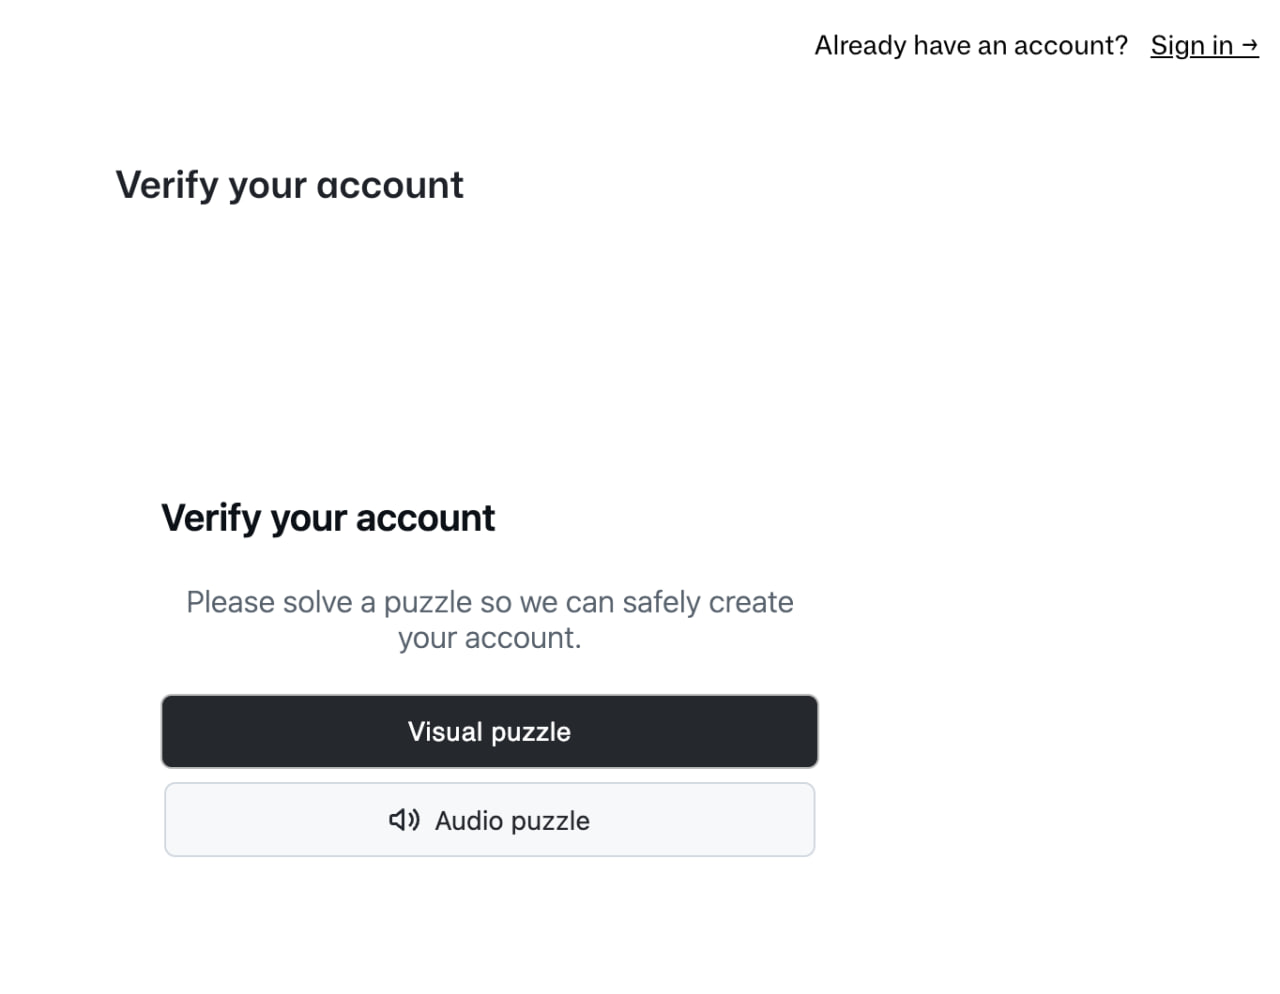 Already have an account? Sign in →
Verify your account
Verify your account
Please solve a puzzle so we can safely create
your account.
Visual puzzle
Audio puzzle